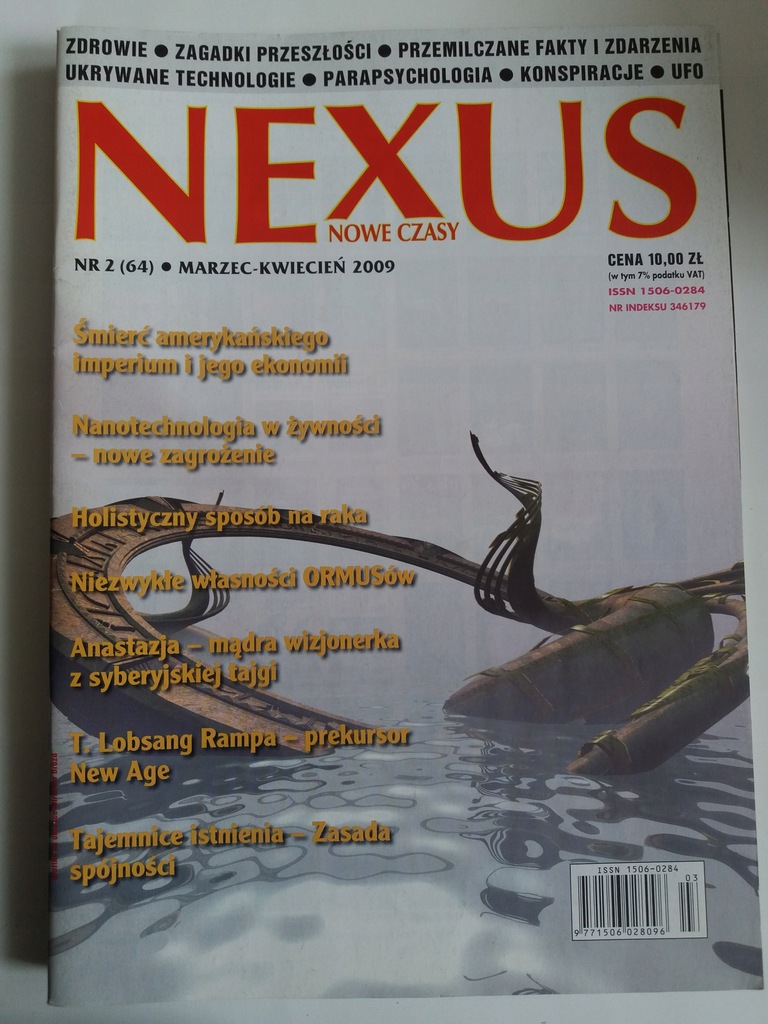 ZDROWIE ● ZAGADKI PRZESZŁOŚCI ● PRZEMILCZANE FAKTY I ZDARZENIA
UKRYWANE TECHNOLOGIE ● PARAPSYCHOLOGIA ● KONSPIRACJE ● UFO
NEXUS
NOWE CZASY
NR 2 (64) ● MARZEC-KWIECIEŃ 2009
CENA 10,00 ZŁ
(w tym 7% podatku VAT)
ISSN 1506-0284
NR INDEKSU 346179
Śmierć amerykańskiego
imperium i jego ekonomii
Nanotechnologia w żywności
– nowe zagrożenie
Holistyczny sposób na raka
Niezwykłe własności ORMUSów
Anastazja – mądra wizjonerka
z syberyjskiej tajgi
T. Lobsang Rampa – prekursor
New Age
Tajemnice istnienia – Zasada
spójności
ISSN 1506-0284
03
9 771506 028096